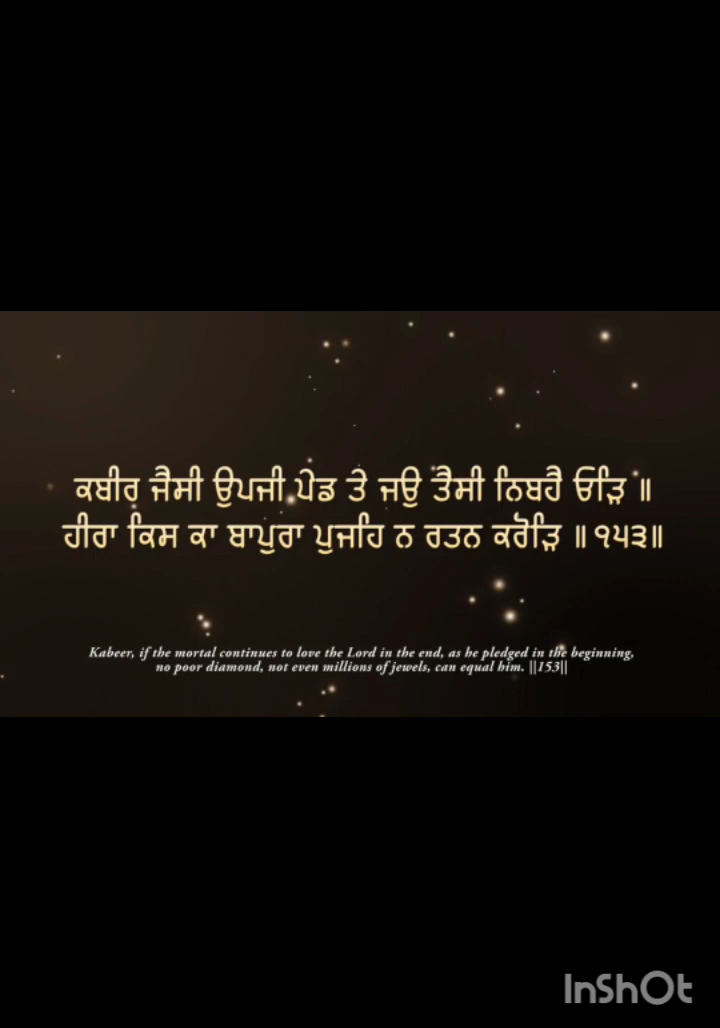 ਕਬੀਰ ਜੈਸੀ ਉਪਜੀ ਪੇਡ ਤੇ ਜਉ ਤੈਸੀ ਨਿਬਹੈ ਓੜਿ ॥
ਹੀਰਾ ਕਿਸ ਕਾ ਬਾਪੁਰਾ ਪੁਜਹਿ ਨ ਰਤਨ ਕਰੋੜਿ ॥੧੫੩॥
Kabeer, if the mortal continues to love the Lord in the end, as he pledged in the beginning,
no poor diamond, not even millions of jewels, can equal him. ||153||
InShOt